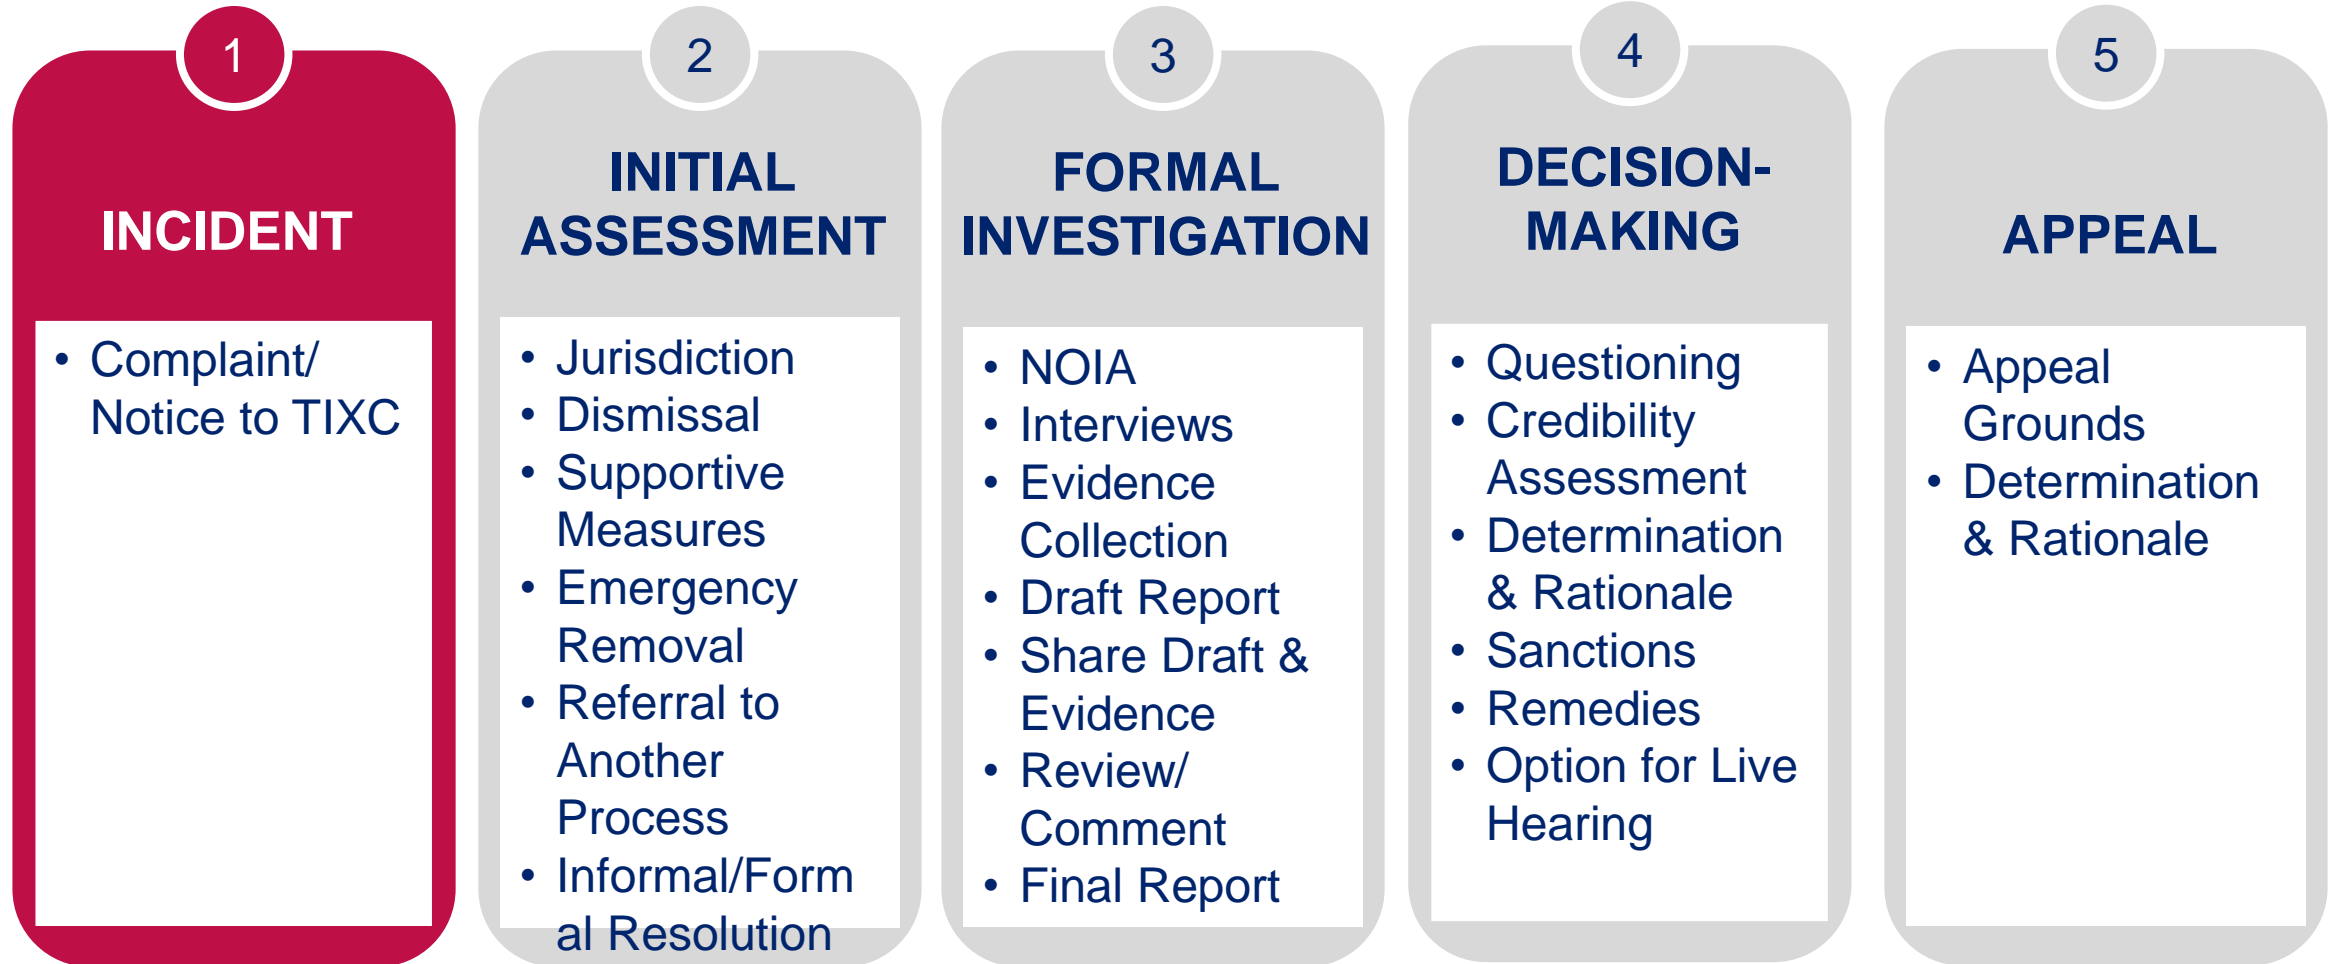 1
INCIDENT
• Complaint/
Notice to TIXC
2
INITIAL
ASSESSMENT
• Jurisdiction
• Dismissal
• Supportive
Measures
• Emergency
Removal
• Referral to
Another
Process
• Informal/Form
al Resolution
3
FORMAL
INVESTIGATION
• NOIA
• Interviews
• Evidence
Collection
• Draft Report
• Share Draft &
Evidence
• Review/
Comment
• Final Report
4
DECISION-
MAKING
• Questioning
• Credibility
Assessment
• Determination
& Rationale
• Sanctions
• Remedies
• Option for Live
Hearing
5
APPEAL
• Appeal
Grounds
• Determination
& Rationale